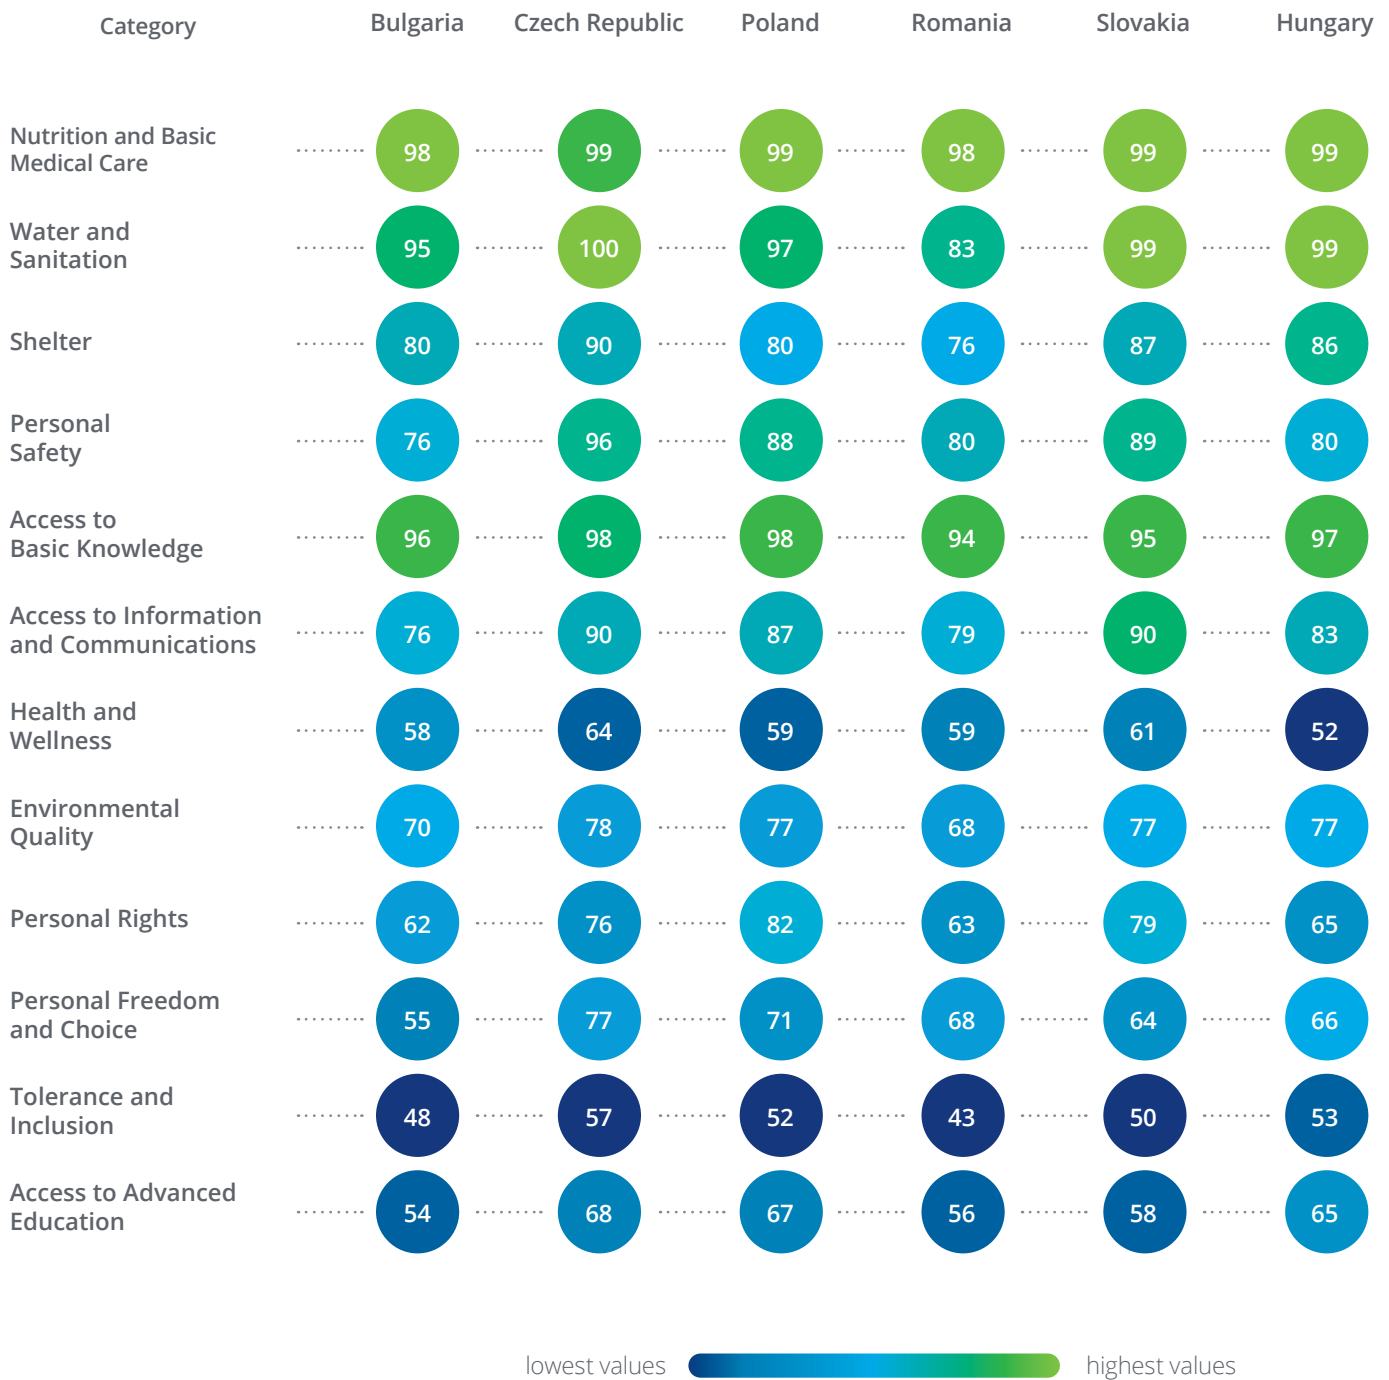 Category Bulgaria Czech Republic Poland Romania Slovakia Hungary
Nutrition and Basic
Medical Care
98 99 99 98 99 99
Water and
Sanitation
95 100 97 83 99 99
Shelter
80 90 80 76 87 86
Personal
Safety
76 96 88 80 89 80
Access to
Basic Knowledge
96 98 98 94 95 97
Access to Information
and Communications
76 90 87 79 90 83
Health and
Wellness
58 64 59 59 61 52
Environmental
Quality
70 78 77 68 77 77
Personal Rights
62 76 82 63 79 65
Personal Freedom
and Choice
55 77 71 68 64 66
Tolerance and
Inclusion
48 57 52 43 50 53
Access to Advanced
Education
54 68 67 56 58 65
lowest values highest values